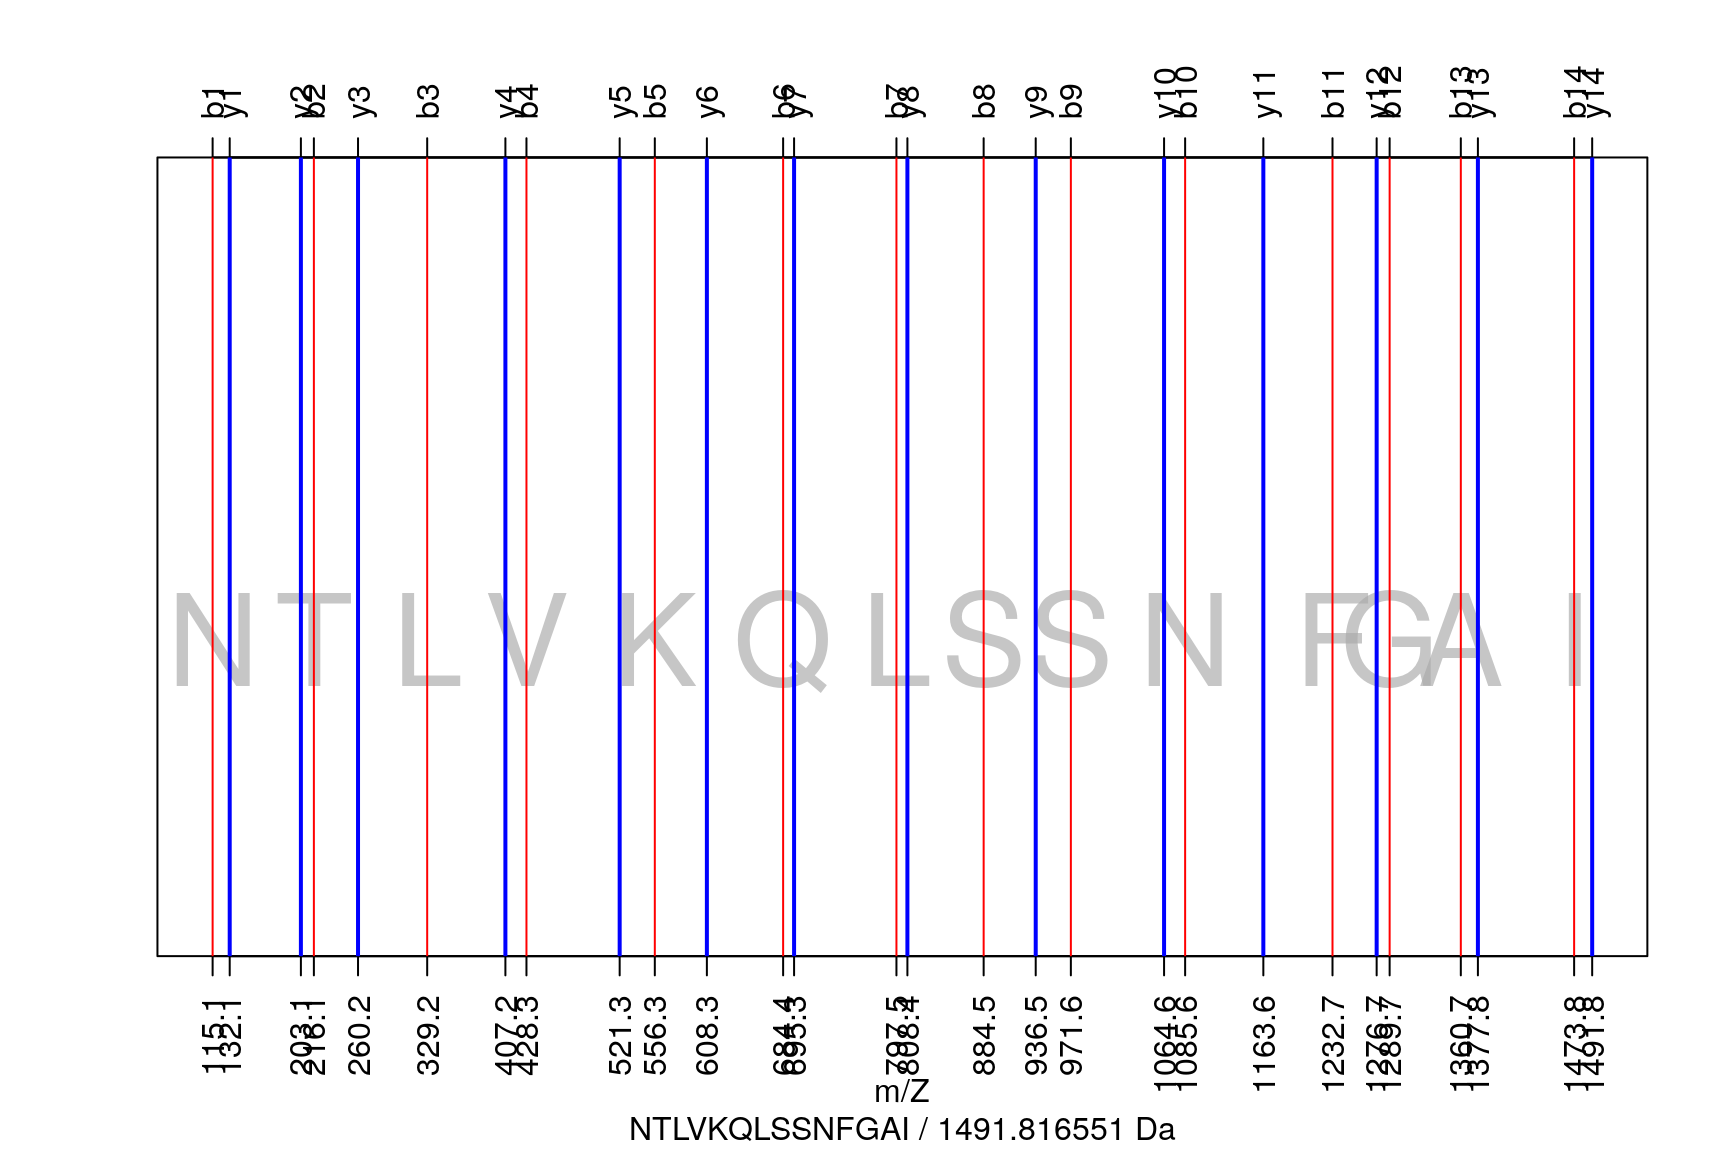 b1 y1 y2 b2 y3 b3 y4 b4 y5 b5 y6 b6 y7 b7 y8 b8 y9 b9 y10 b10 y11 b11 y12 b12 b13 y13 b14 y14
N T L V K Q L S S N F G A I
115.1 132.1 203.1 216.1 260.2 329.2 407.2 428.3 521.3 556.3 608.3 684.4 695.3 797.5 808.4 884.5 936.5 971.6 1064.6 1085.6 1163.6 1232.7 1276.7 1289.7 1360.7 1377.8 1473.8 1491.8
m/Z
NTLVKQLSSNFGAI / 1491.816551 Da